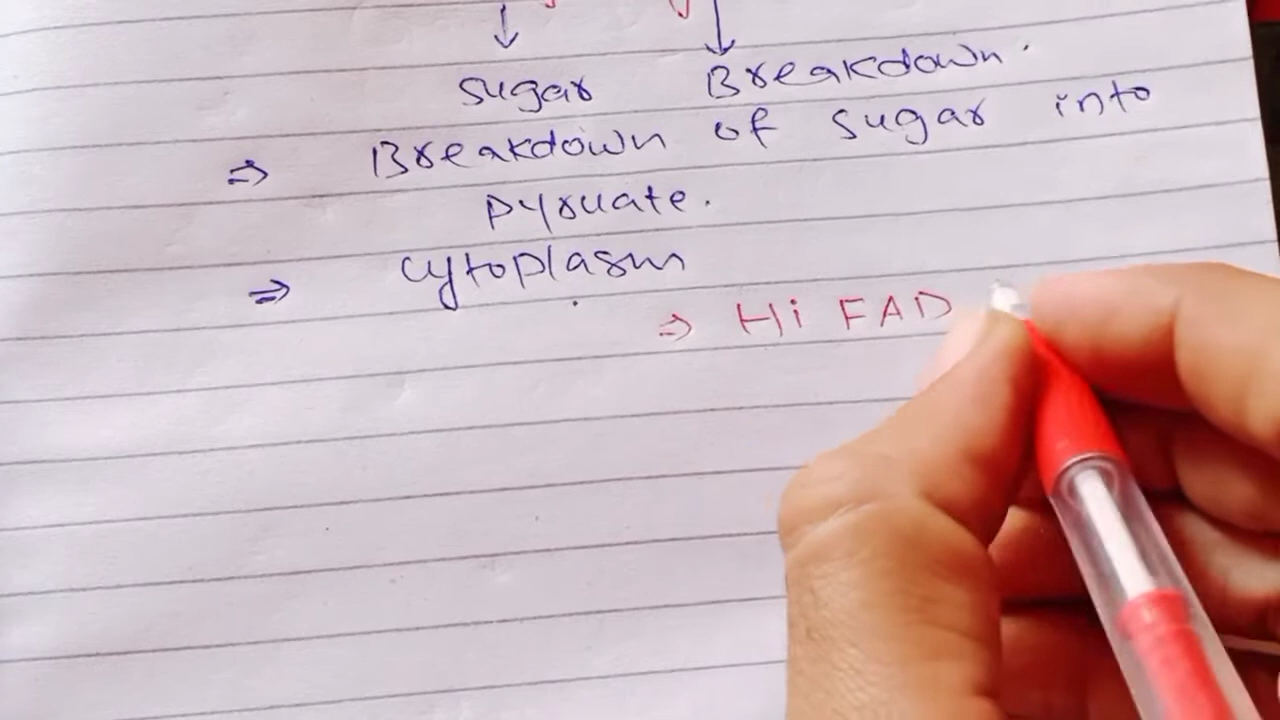 ↓ ↓
sugar Breakdown.
⇒ Breakdown of sugar into
pyruate.
⇒ cytoplasm
⇒ Hi FAD